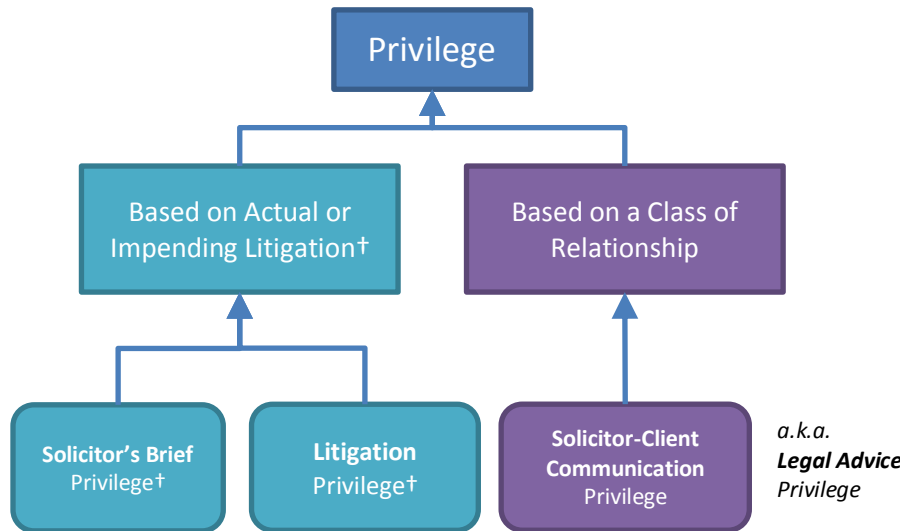 Privilege
Based on Actual or
Impending Litigation†
Based on a Class of
Relationship
Solicitor's Brief
Privilege†
Litigation
Privilege†
Solicitor-Client
Communication
Privilege
a.k.a.
Legal Advice
Privilege